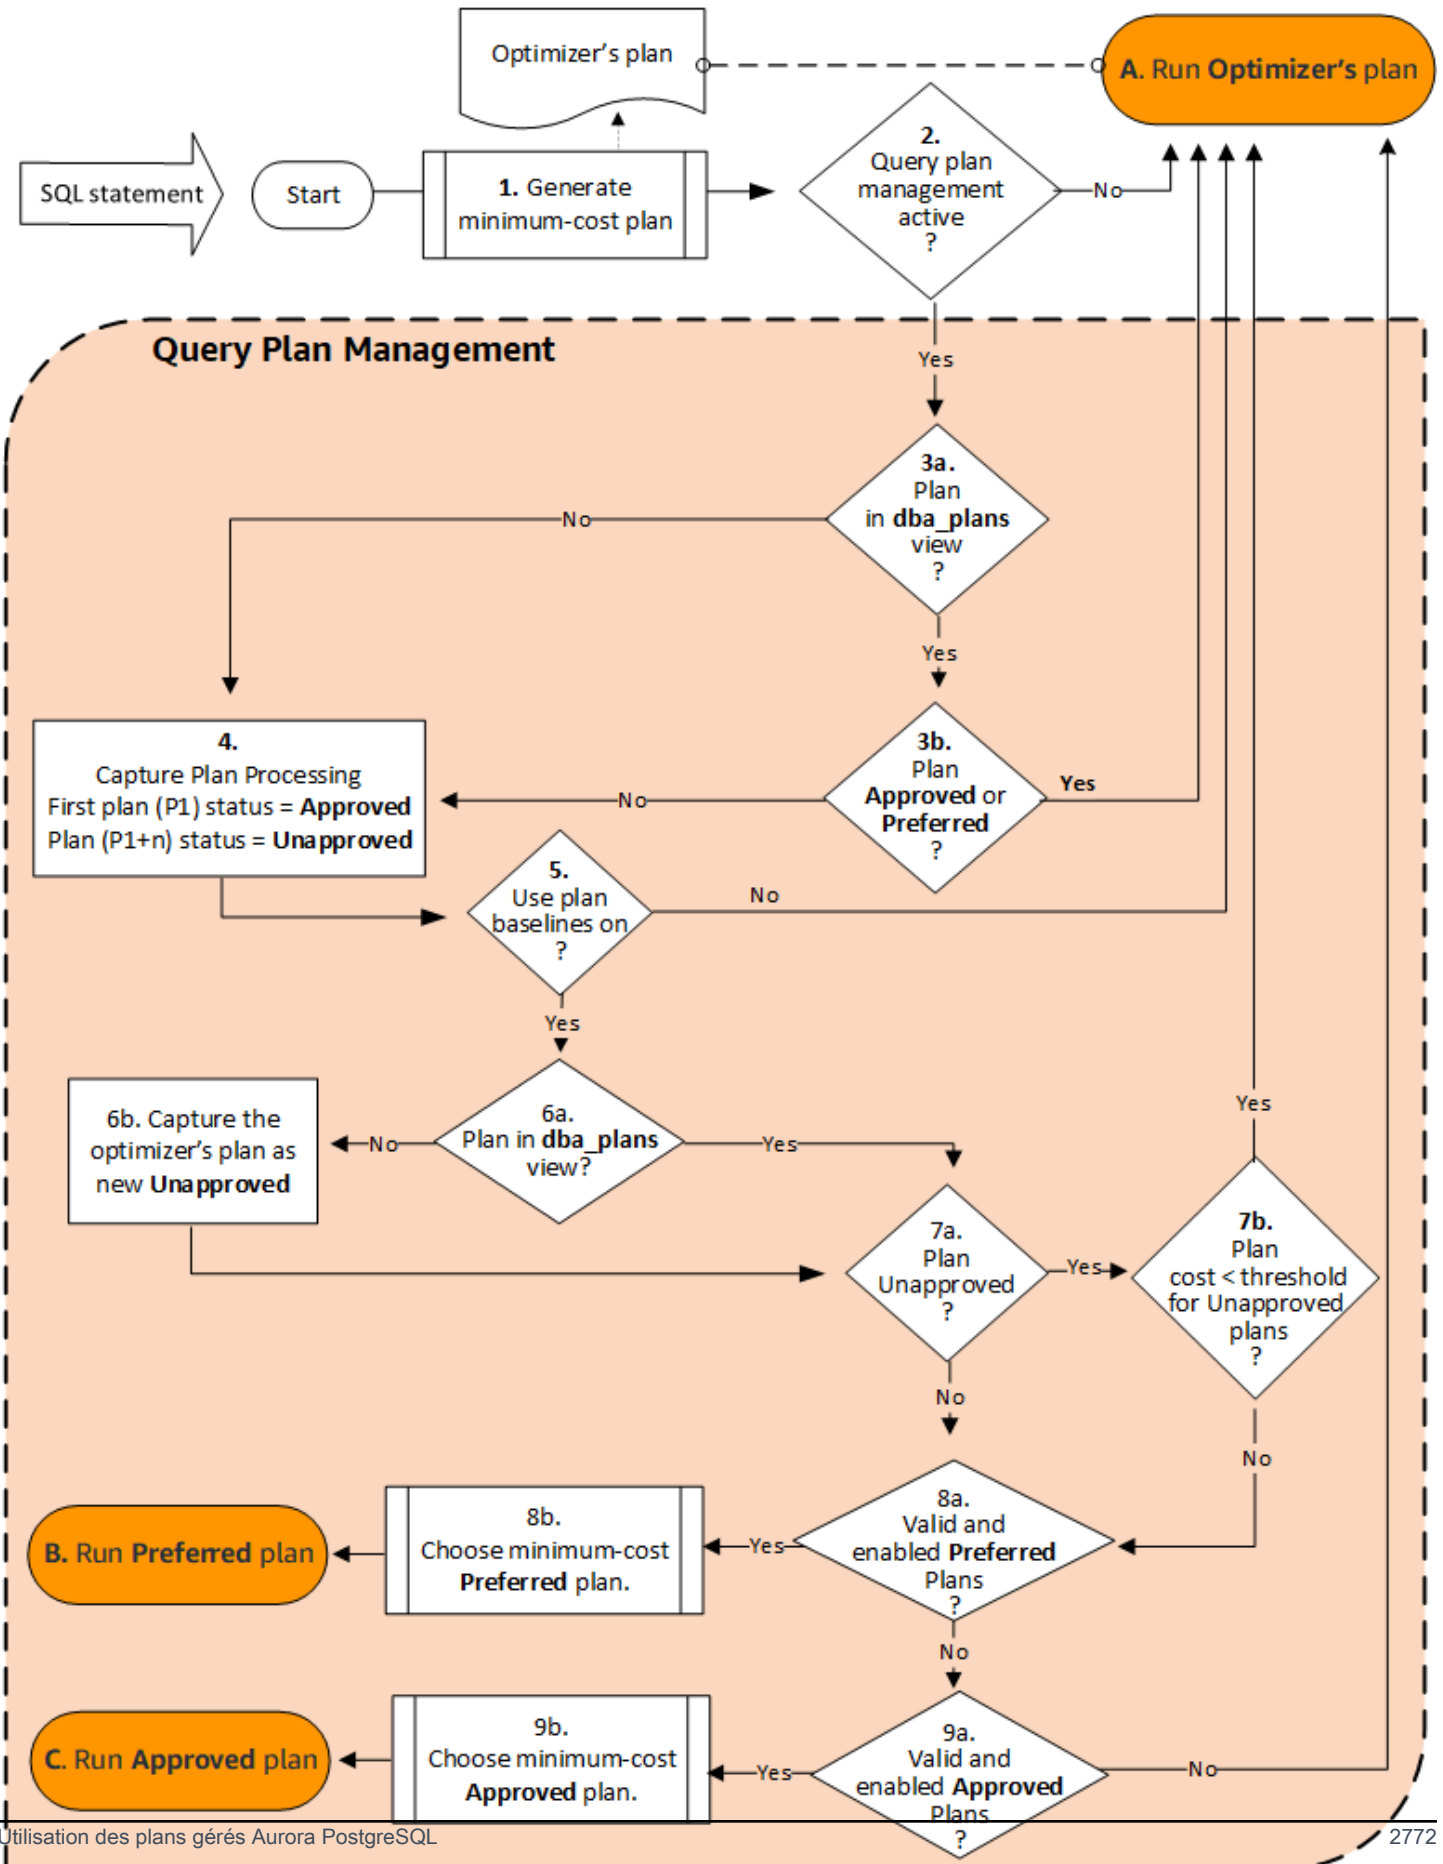 Optimizer's plan
A. Run Optimizer's plan
SQL statement
Start
1. Generate
minimum-cost plan
2.
Query plan
management
active
?
No
Query Plan Management
Yes
3a.
Plan
in dba_plans
view
?
No
Yes
3b.
Plan
Approved or
Preferred
?
Yes
No
4.
Capture Plan Processing
First plan (P1) status = Approved
Plan (P1+n) status = Unapproved
5.
Use plan
baselines on
?
No
Yes
6a.
Plan in dba_plans
view?
No
Yes
6b. Capture the
optimizer's plan as
new Unapproved
7a.
Plan
Unapproved
?
Yes
No
7b.
Plan
cost < threshold
for Unapproved
plans
?
Yes
No
8a.
Valid and
enabled Preferred
Plans
?
Yes
No
8b.
Choose minimum-cost
Preferred plan.
B. Run Preferred plan
9a.
Valid and
enabled Approved
Plans
?
Yes
No
9b.
Choose minimum-cost
Approved plan.
C. Run Approved plan
Utilisation des plans gérés Aurora PostgreSQL
2772